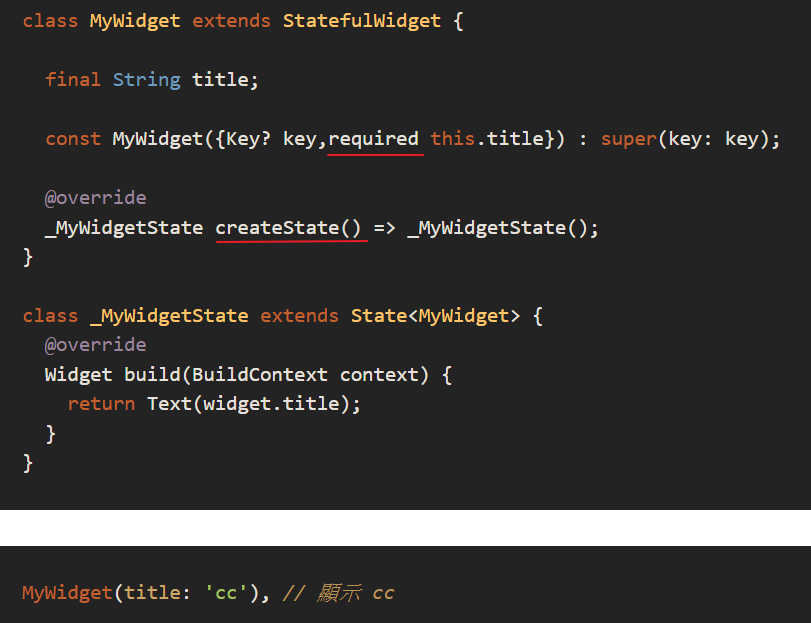 class MyWidget extends StatefulWidget {
final String title;
const MyWidget({Key? key,required this.title}) : super(key: key);
@override
_MyWidgetState createState() => _MyWidgetState();
}
class _MyWidgetState extends State<MyWidget> {
@override
Widget build(BuildContext context) {
return Text(widget.title);
}
}
MyWidget(title: 'cc'), // 顯示 cc